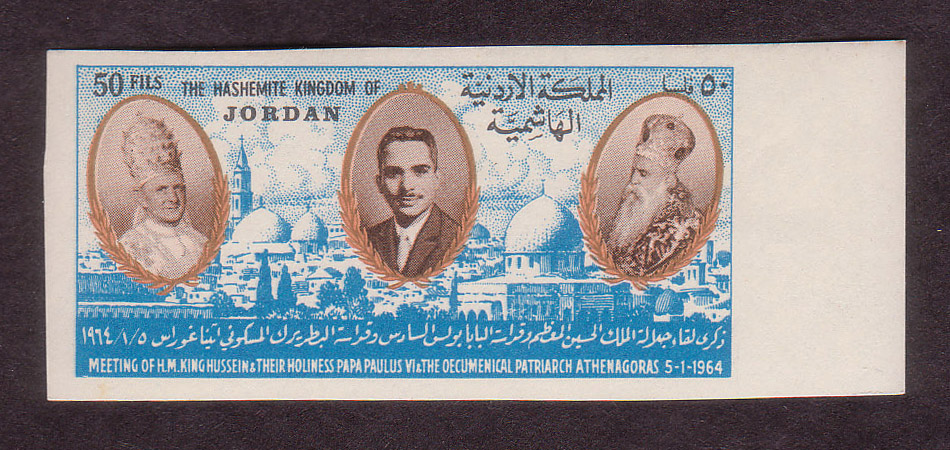 50 FILS
THE HASHEMITE KINGDOM OF
JORDAN
المملكة الاردنية
الهاشمية
٥٠ فلسا
ذكرى لقاء جلالة الملك الحسين المعظم وقداسة البابا بولس السادس وقداسة البطريرك المسكوني اثيناغوراس ١٩٦٤/١/٥
MEETING OF H.M. KING HUSSEIN & THEIR HOLINESS PAPA PAULUS VI & THE OECUMENICAL PATRIARCH ATHENAGORAS 5-1-1964